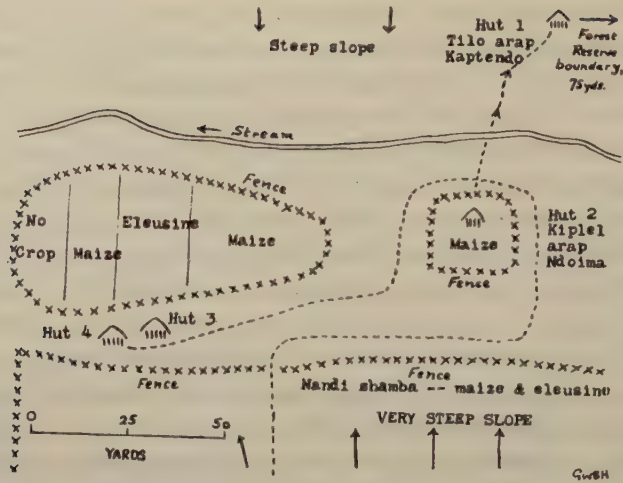 Steep slope
Hut 1
Tilo arap
Kaptendo
Forest
Reserve
boundary,
75yds.
Stream
Fence
No
Crop
Maize
Eleusine
Maize
Maize
Fence
Hut 2
Kiplel
arap
Ndoima
Hut 4
Hut 3
Fence
Fence
Nandi shamba -- maize & eleusine
VERY STEEP SLOPE
0 25 50
YARDS
GWBH